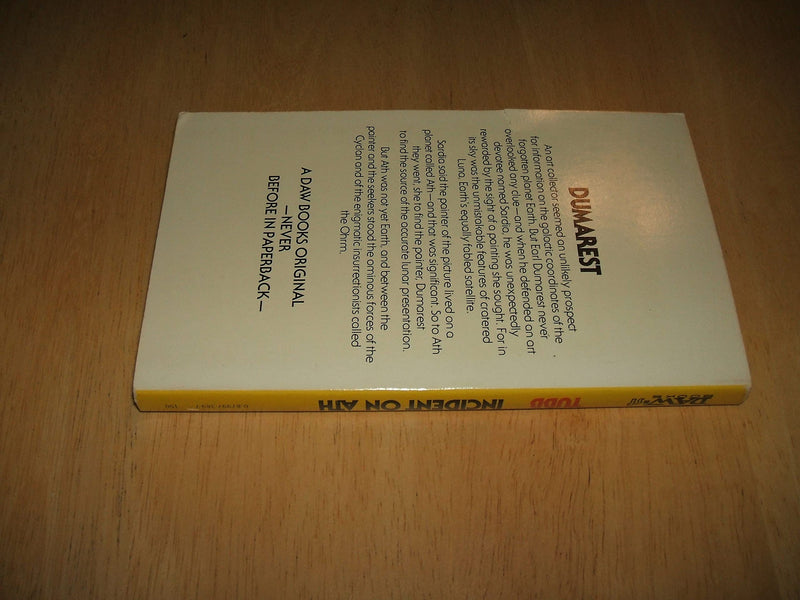 DUMAREST
An art collector seemed an unlikely prospect
for information on the galactic coordinates of the
forgotten planet Earth. But Earl Dumarest never
overlooked any clue—and when he defended an art
devotee named Sardia, he was unexpectedly
rewarded by the sight of a painting she sought. For in
its sky was the unmistakable features of cratered
Luna, Earth's equally fabled satellite.
Sardia said the painter of the picture lived on a
planet called Ath—and that was significant. So to Ath
they went, she to find the painter, Dumarest
to find the source of the accurate lunar presentation.
But Ath was not yet Earth, and between the
painter and the seekers stood the ominous forces of the
Cyclan and of the enigmatic insurrectionists called
the Ohrm.
A DAW BOOKS ORIGINAL
—NEVER
BEFORE IN PAPERBACK—
DAW
BOOKS
TUBB
INCIDENT ON ATH